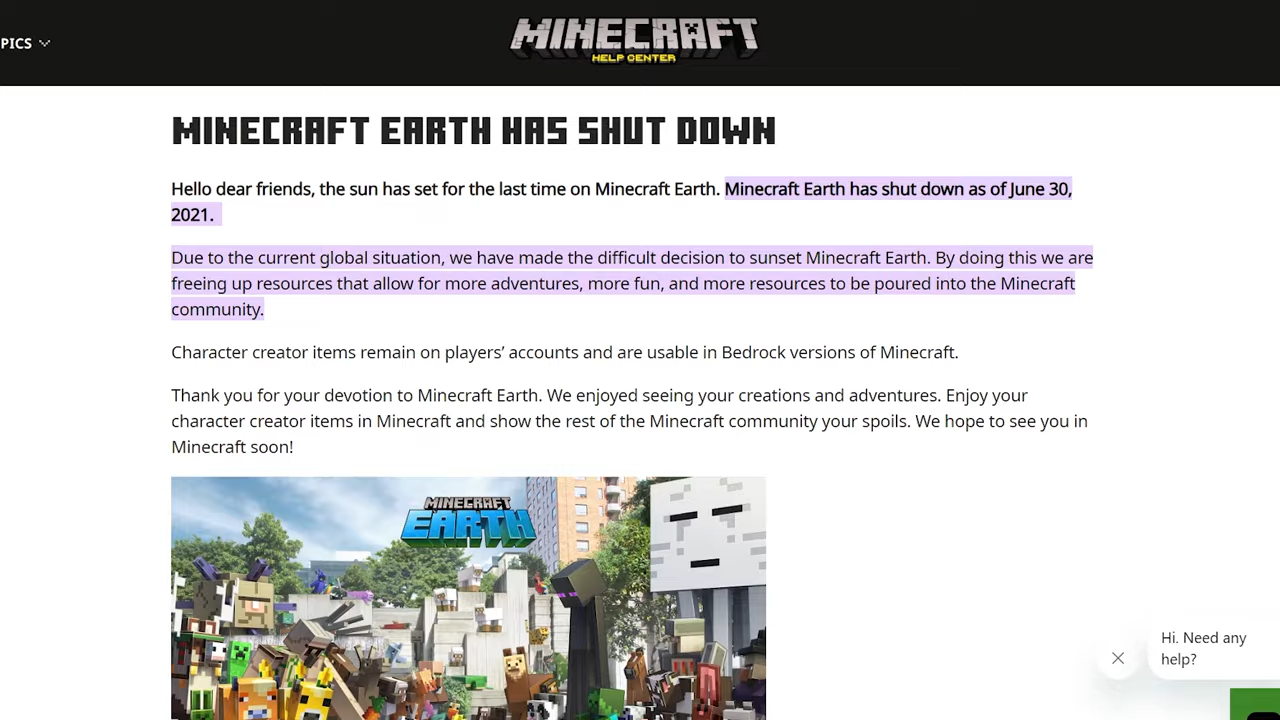 PICS
MINECRAFT
HELP CENTER
MINECRAFT EARTH HAS SHUT DOWN
Hello dear friends, the sun has set for the last time on Minecraft Earth. Minecraft Earth has shut down as of June 30,
2021.
Due to the current global situation, we have made the difficult decision to sunset Minecraft Earth. By doing this we are
freeing up resources that allow for more adventures, more fun, and more resources to be poured into the Minecraft
community.
Character creator items remain on players’ accounts and are usable in Bedrock versions of Minecraft.
Thank you for your devotion to Minecraft Earth. We enjoyed seeing your creations and adventures. Enjoy your
character creator items in Minecraft and show the rest of the Minecraft community your spoils. We hope to see you in
Minecraft soon!
MINECRAFT
EARTH
Hi. Need any
help?